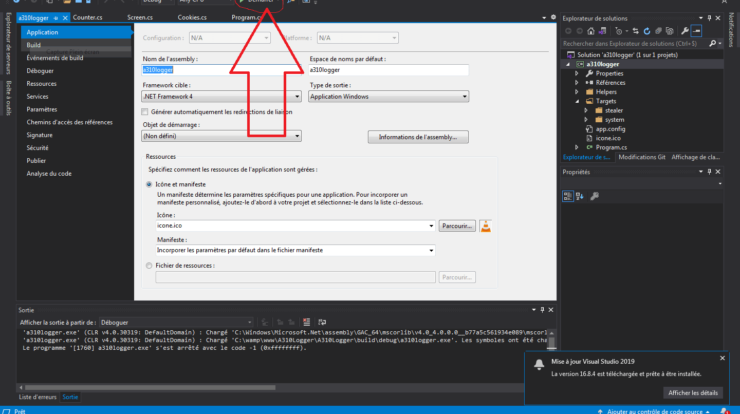 Debug
Any CPU
Démarrer
a310logger
Counter.cs
Screen.cs
Cookies.cs
Program.cs
Explorateur de serveurs
Boîte à outils
Notifications
Application
Build
Événements de build
Déboguer
Ressources
Services
Paramètres
Chemins d'accès des références
Signature
Sécurité
Publier
Analyse du code
Configuration : N/A
Plateforme : N/A
Nom de l'assembly :
a310logger
Espace de noms par défaut :
a310logger
Framework cible :
.NET Framework 4
Type de sortie :
Application Windows
Générer automatiquement les redirections de liaison
Objet de démarrage :
(Non défini)
Informations de l'assembly...
Ressources
Spécifiez comment les ressources de l'application sont gérées :
Icône et manifeste
Un manifeste détermine les paramètres spécifiques pour une application. Pour incorporer un
manifeste personnalisé, ajoutez-le d'abord à votre projet et sélectionnez-le dans la liste ci-dessous.
Icône :
icone.ico
Parcourir...
Manifeste :
Incorporer les paramètres par défaut dans le fichier manifeste
Fichier de ressources :
Parcourir...
Explorateur de solutions
Rechercher dans Explorateur de solutions (Ctrl+$)
Solution 'a310logger' (1 sur 1 projets)
a310logger
Properties
Références
Helpers
Targets
stealer
system
app.config
icone.ico
Program.cs
Explorateur de s...
Modifications Git
Affichage de cla...
Propriétés
Sortie
Afficher la sortie à partir de : Déboguer
'a310logger.exe' (CLR v4.0.30319: DefaultDomain) : Chargé 'C:\Windows\Microsoft.Net\assembly\GAC_64\mscorlib\v4.0_4.0.0.0__b77a5c561934e089\mscorl
'a310logger.exe' (CLR v4.0.30319: DefaultDomain) : Chargé 'C:\wamp\www\A310Logger\A310Logger\build\debug\a310logger.exe'. Les symboles ont été cha
Le programme '[1760] a310logger.exe' s'est arrêté avec le code -1 (0xffffffff).
Liste d'erreurs
Sortie
Mise à jour Visual Studio 2019
La version 16.8.4 est téléchargée et prête à être installée.
Afficher les détails
Prêt
Ajouter au contrôle de code source